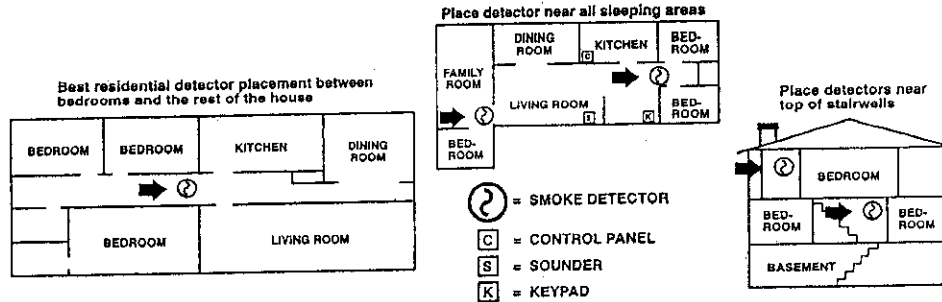 Place detector near all sleeping areas
DINING
ROOM
KITCHEN
BED-
ROOM
C
FAMILY
ROOM
LIVING ROOM
S
K
BED-
ROOM
BED-
ROOM
Best residential detector placement between
bedrooms and the rest of the house
BEDROOM
BEDROOM
KITCHEN
DINING
ROOM
BEDROOM
LIVING ROOM
= SMOKE DETECTOR
C = CONTROL PANEL
S = SOUNDER
K = KEYPAD
Place detectors near
top of stairwells
BEDROOM
BED-
ROOM
BED-
ROOM
BASEMENT